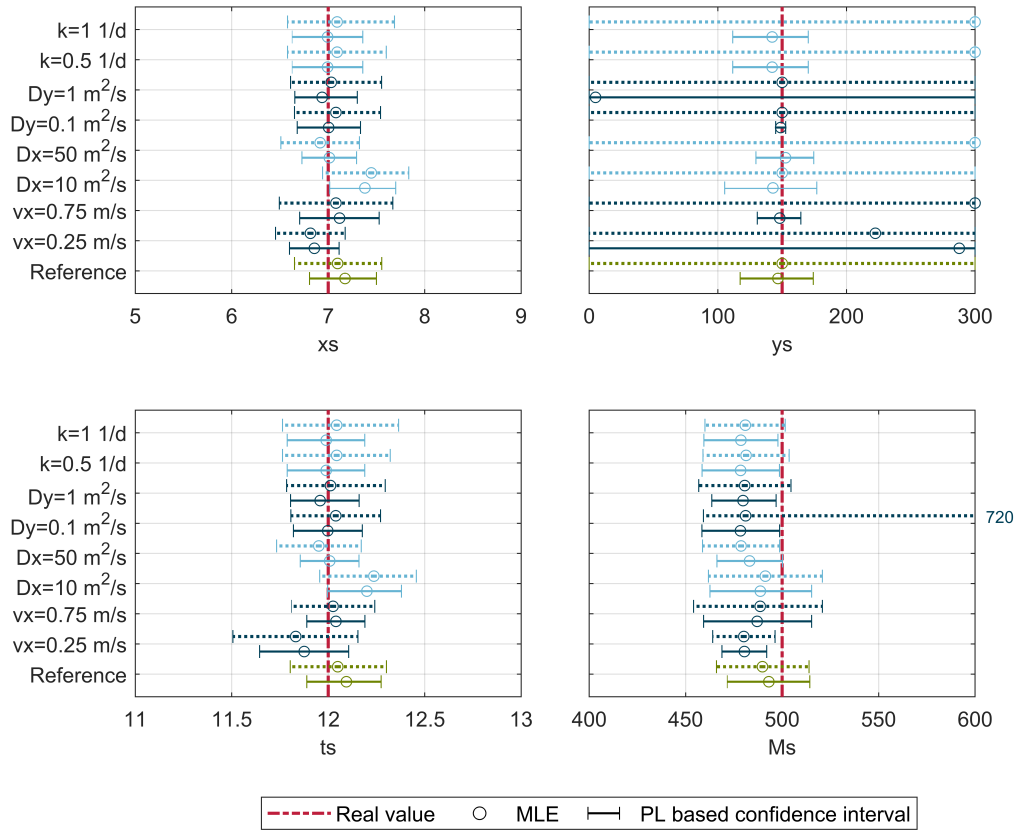 k=1 1/d
k=0.5 1/d
Dy=1 m²/s
Dy=0.1 m²/s
Dx=50 m²/s
Dx=10 m²/s
vx=0.75 m/s
vx=0.25 m/s
Reference
5 6 7 8 9
xs
0 100 200 300
ys
k=1 1/d
k=0.5 1/d
Dy=1 m²/s
Dy=0.1 m²/s
720
Dx=50 m²/s
Dx=10 m²/s
vx=0.75 m/s
vx=0.25 m/s
Reference
11 11.5 12 12.5 13
ts
400 450 500 550 600
Ms
Real value MLE PL based confidence interval